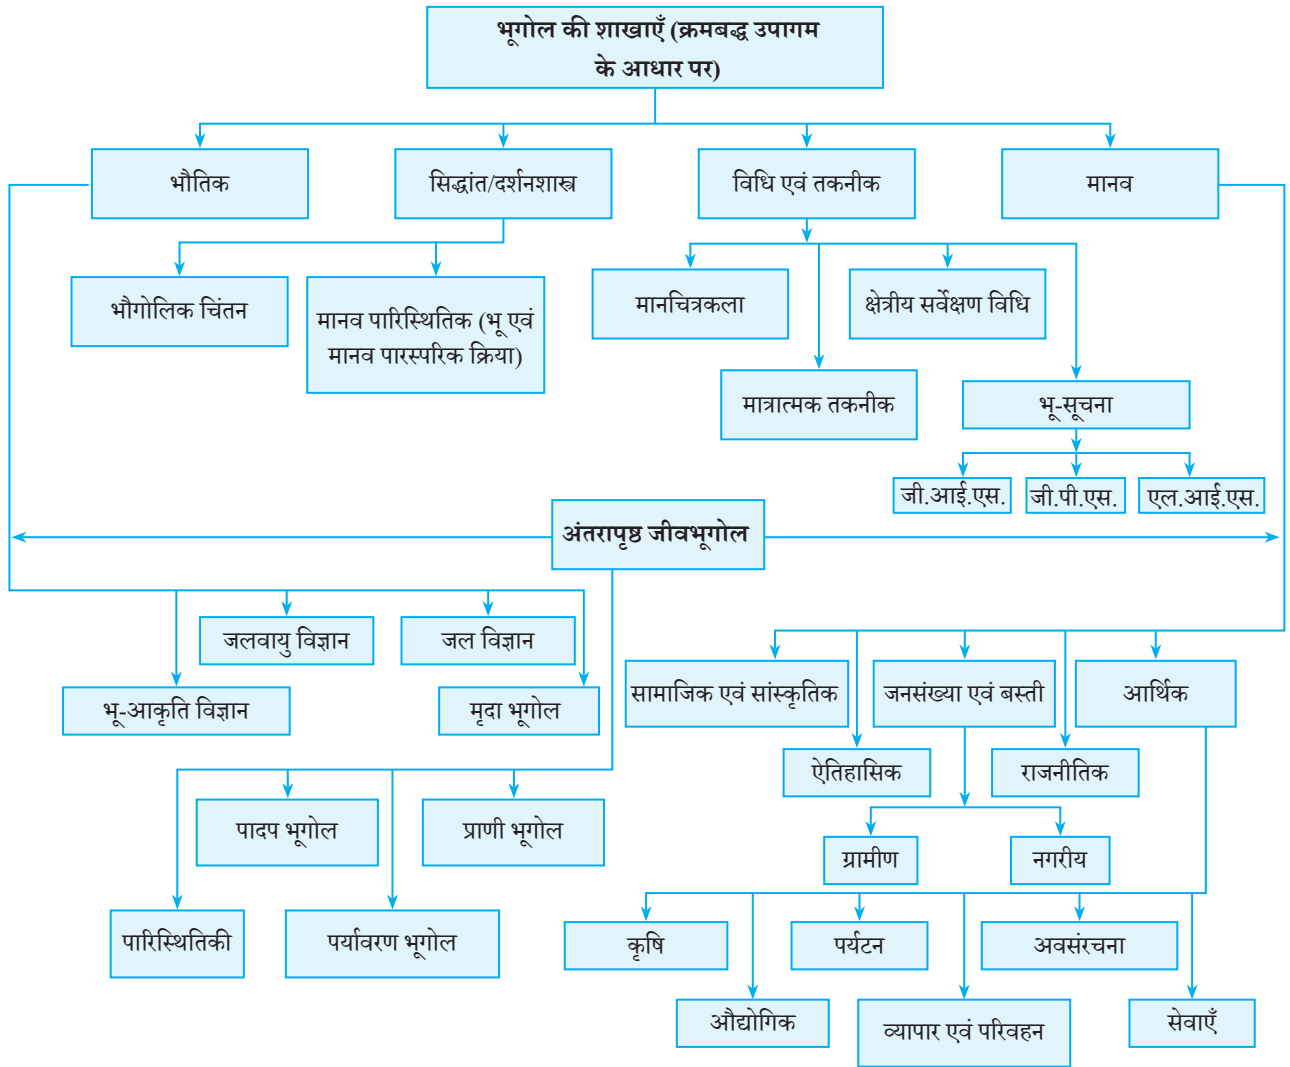 भूगोल की शाखाएँ (क्रमबद्ध उपागम
के आधार पर)
भौतिक
सिद्धांत/दर्शनशास्त्र
विधि एवं तकनीक
मानव
भौगोलिक चिंतन
मानव पारिस्थितिक (भू एवं
मानव पारस्परिक क्रिया)
मानचित्रकला
क्षेत्रीय सर्वेक्षण विधि
मात्रात्मक तकनीक
भू-सूचना
जी.आई.एस.
जी.पी.एस.
एल.आई.एस.
अंतरापृष्ठ जीवभूगोल
जलवायु विज्ञान
जल विज्ञान
भू-आकृति विज्ञान
मृदा भूगोल
सामाजिक एवं सांस्कृतिक
जनसंख्या एवं बस्ती
आर्थिक
ऐतिहासिक
राजनीतिक
पादप भूगोल
प्राणी भूगोल
ग्रामीण
नगरीय
पारिस्थितिकी
पर्यावरण भूगोल
कृषि
पर्यटन
अवसंरचना
औद्योगिक
व्यापार एवं परिवहन
सेवाएँ